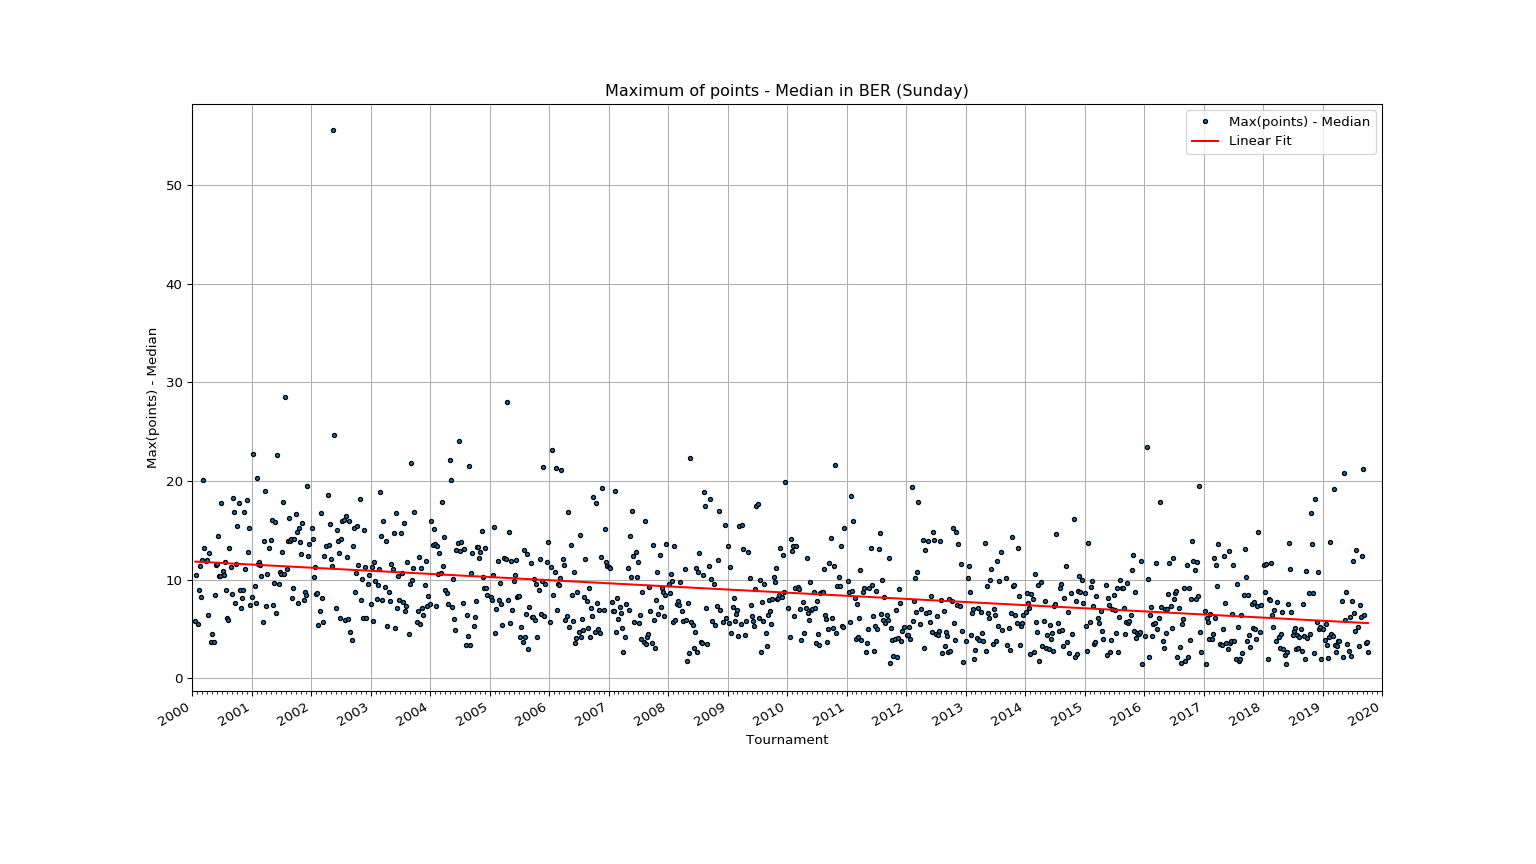 Maximum of points - Median in BER (Sunday)
Max(points) - Median
Linear Fit
Max(points) - Median
50
40
30
20
10
0
2000 2001 2002 2003 2004 2005 2006 2007 2008 2009 2010 2011 2012 2013 2014 2015 2016 2017 2018 2019 2020
Tournament